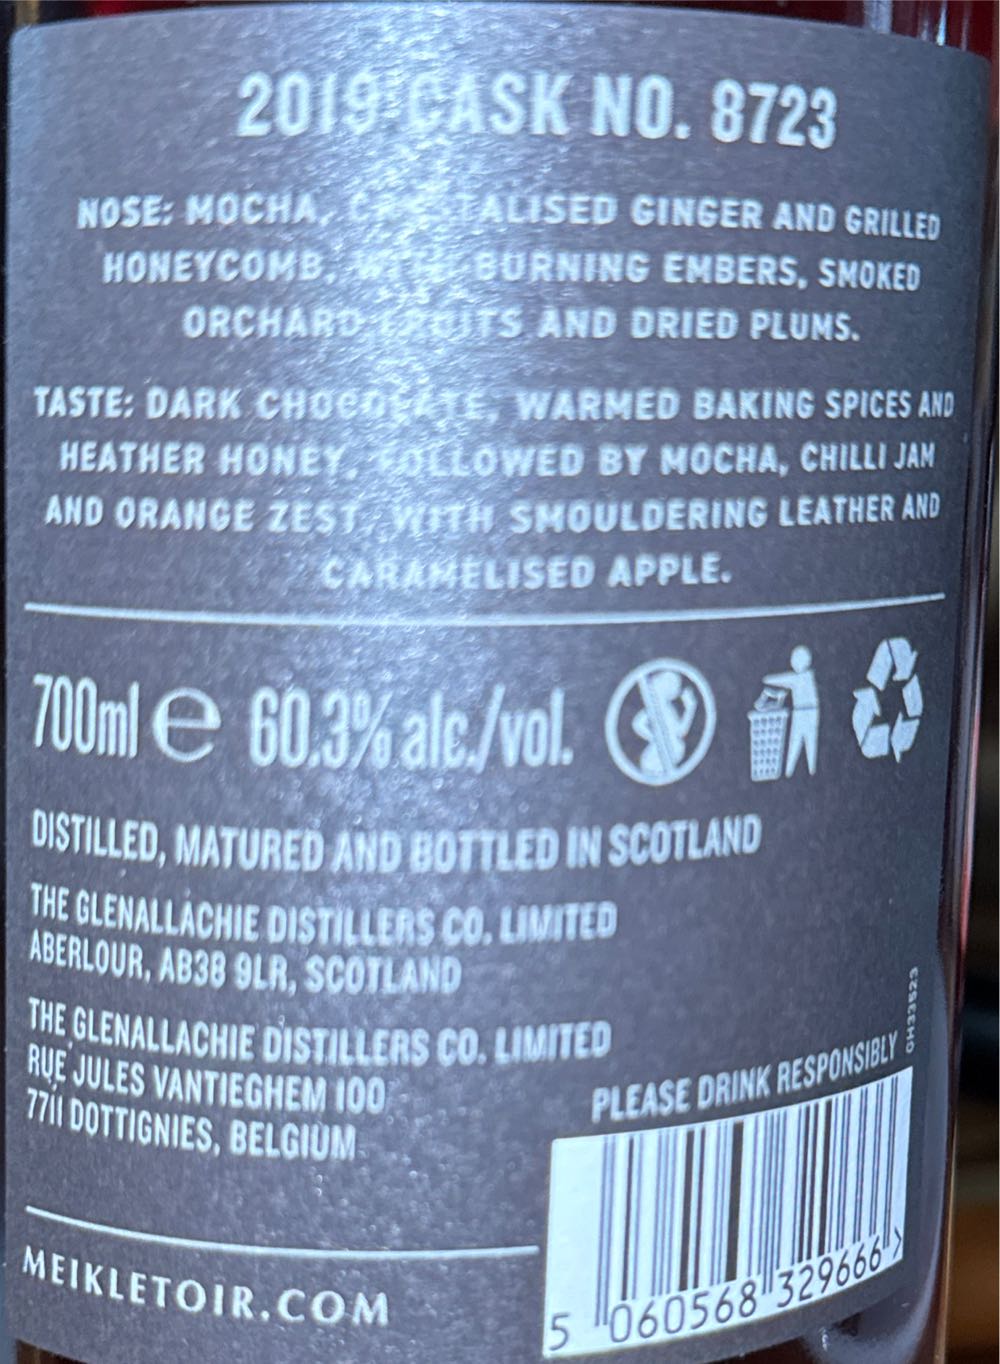 2019 CASK NO. 8723
NOSE: MOCHA, CRYSTALISED GINGER AND GRILLED
HONEYCOMB, WITH BURNING EMBERS, SMOKED
ORCHARD FRUITS AND DRIED PLUMS.
TASTE: DARK CHOCOLATE, WARMED BAKING SPICES AND
HEATHER HONEY, FOLLOWED BY MOCHA, CHILLI JAM
AND ORANGE ZEST, WITH SMOULDERING LEATHER AND
CARAMELISED APPLE.
700ml e 60.3% alc./vol.
DISTILLED, MATURED AND BOTTLED IN SCOTLAND
THE GLENALLACHIE DISTILLERS CO. LIMITED
ABERLOUR, AB38 9LR, SCOTLAND
THE GLENALLACHIE DISTILLERS CO. LIMITED
RUE JULES VANTIEGHEM 100
7711 DOTTIGNIES, BELGIUM
GH33523
PLEASE DRINK RESPONSIBLY
MEIKLETOIR.COM
5 060568 329666 >